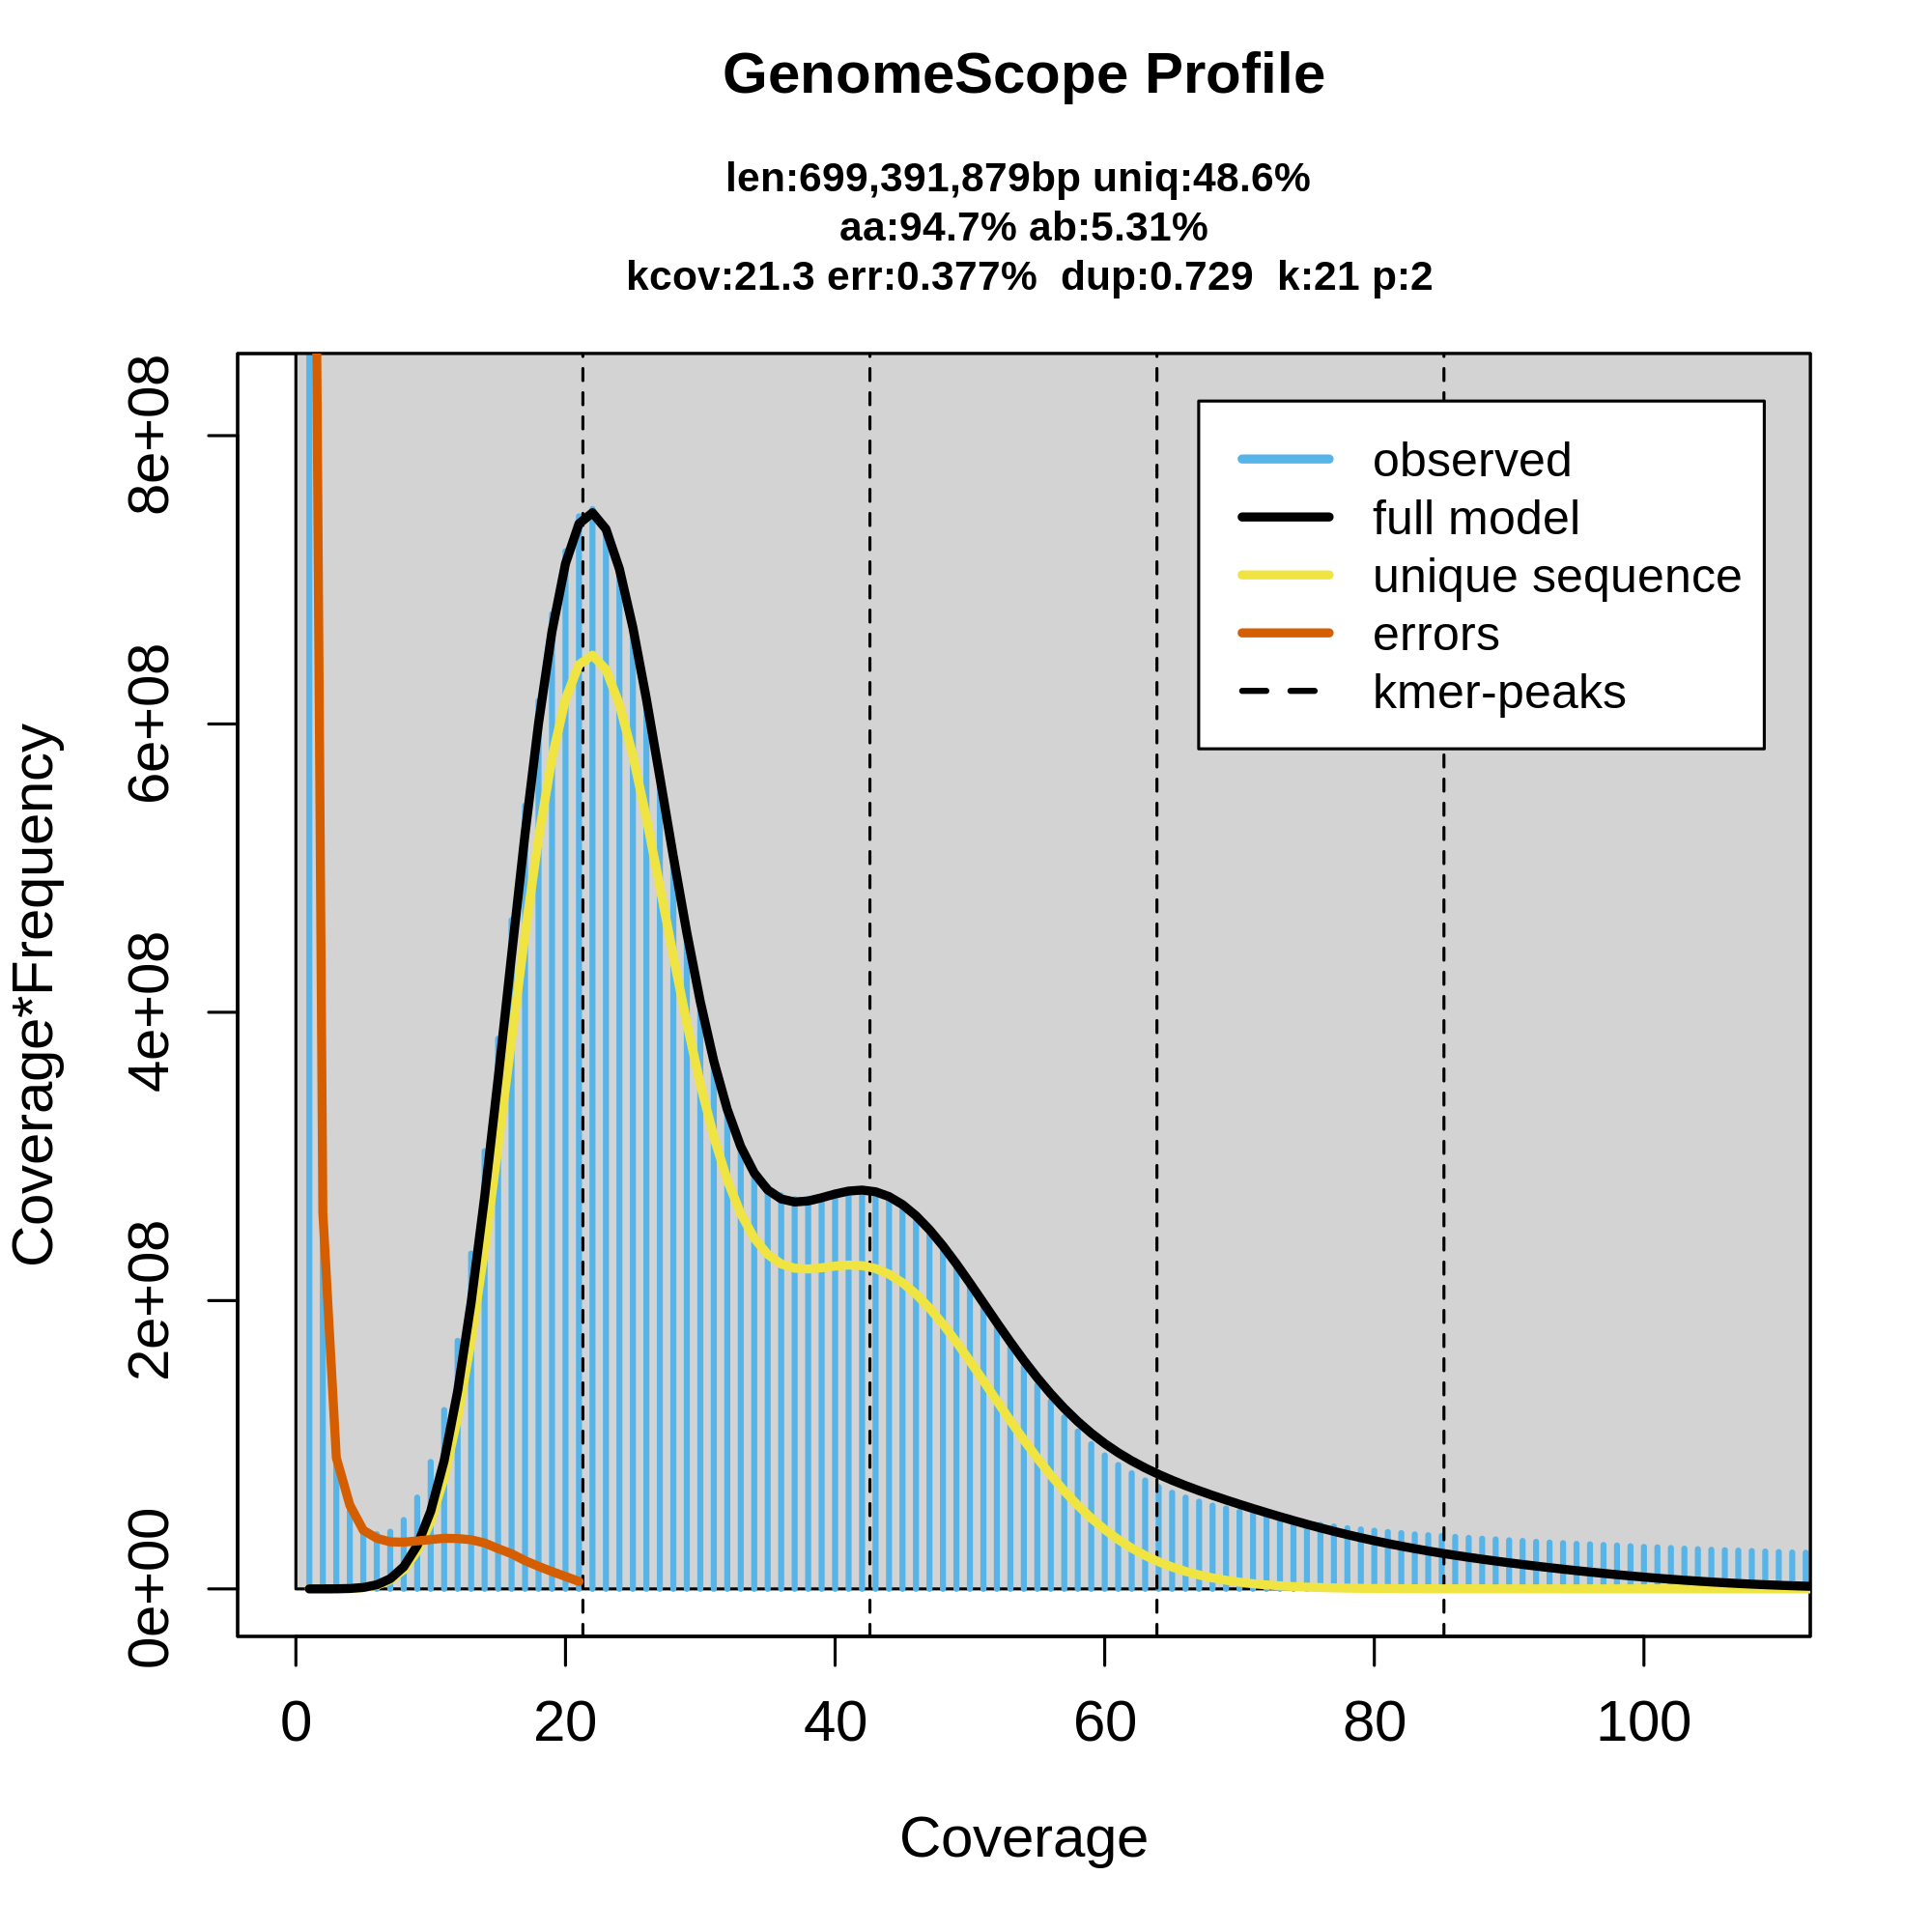 GenomeScope Profile
len:699,391,879bp uniq:48.6%
aa:94.7% ab:5.31%
kcov:21.3 err:0.377%  dup:0.729  k:21 p:2
observed
full model
unique sequence
errors
kmer-peaks
Coverage*Frequency
8e+08
6e+08
4e+08
2e+08
0e+00
0 20 40 60 80 100
Coverage